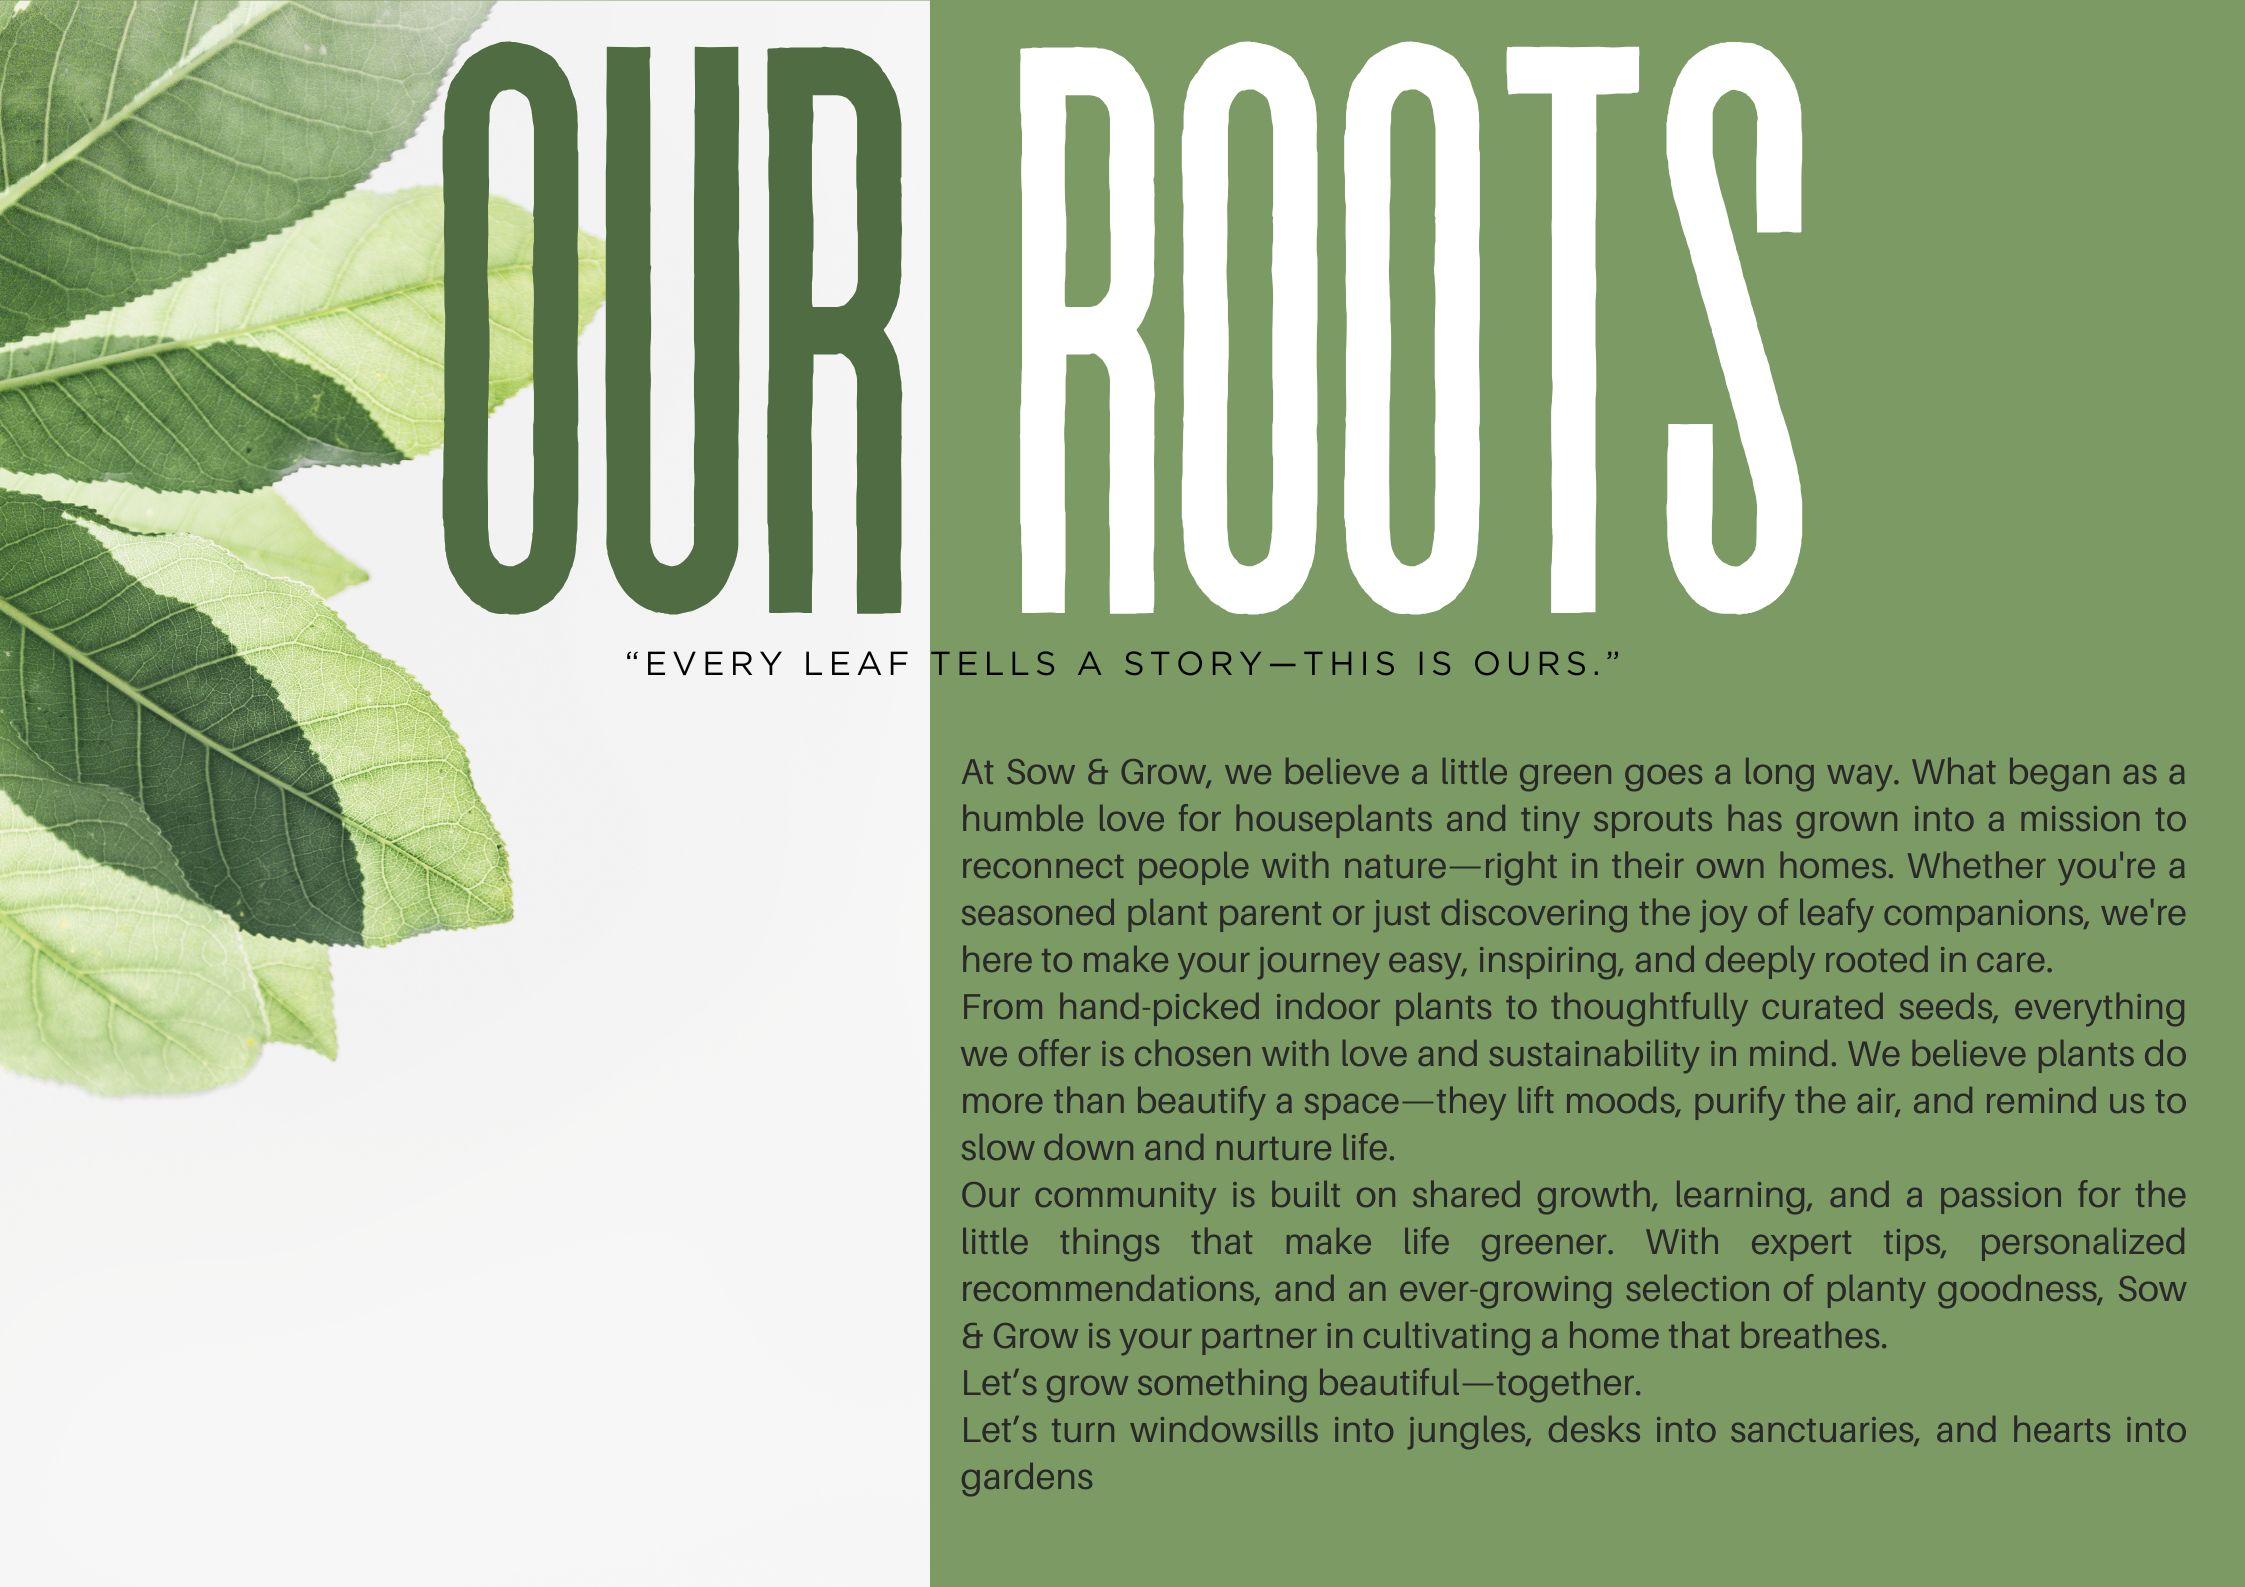 OUR ROOTS
“EVERY LEAF TELLS A STORY—THIS IS OURS.”
At Sow & Grow, we believe a little green goes a long way. What began as a
humble love for houseplants and tiny sprouts has grown into a mission to
reconnect people with nature—right in their own homes. Whether you're a
seasoned plant parent or just discovering the joy of leafy companions, we're
here to make your journey easy, inspiring, and deeply rooted in care.
From hand-picked indoor plants to thoughtfully curated seeds, everything
we offer is chosen with love and sustainability in mind. We believe plants do
more than beautify a space—they lift moods, purify the air, and remind us to
slow down and nurture life.
Our community is built on shared growth, learning, and a passion for the
little things that make life greener. With expert tips, personalized
recommendations, and an ever-growing selection of planty goodness, Sow
& Grow is your partner in cultivating a home that breathes.
Let’s grow something beautiful—together.
Let’s turn windowsills into jungles, desks into sanctuaries, and hearts into
gardens